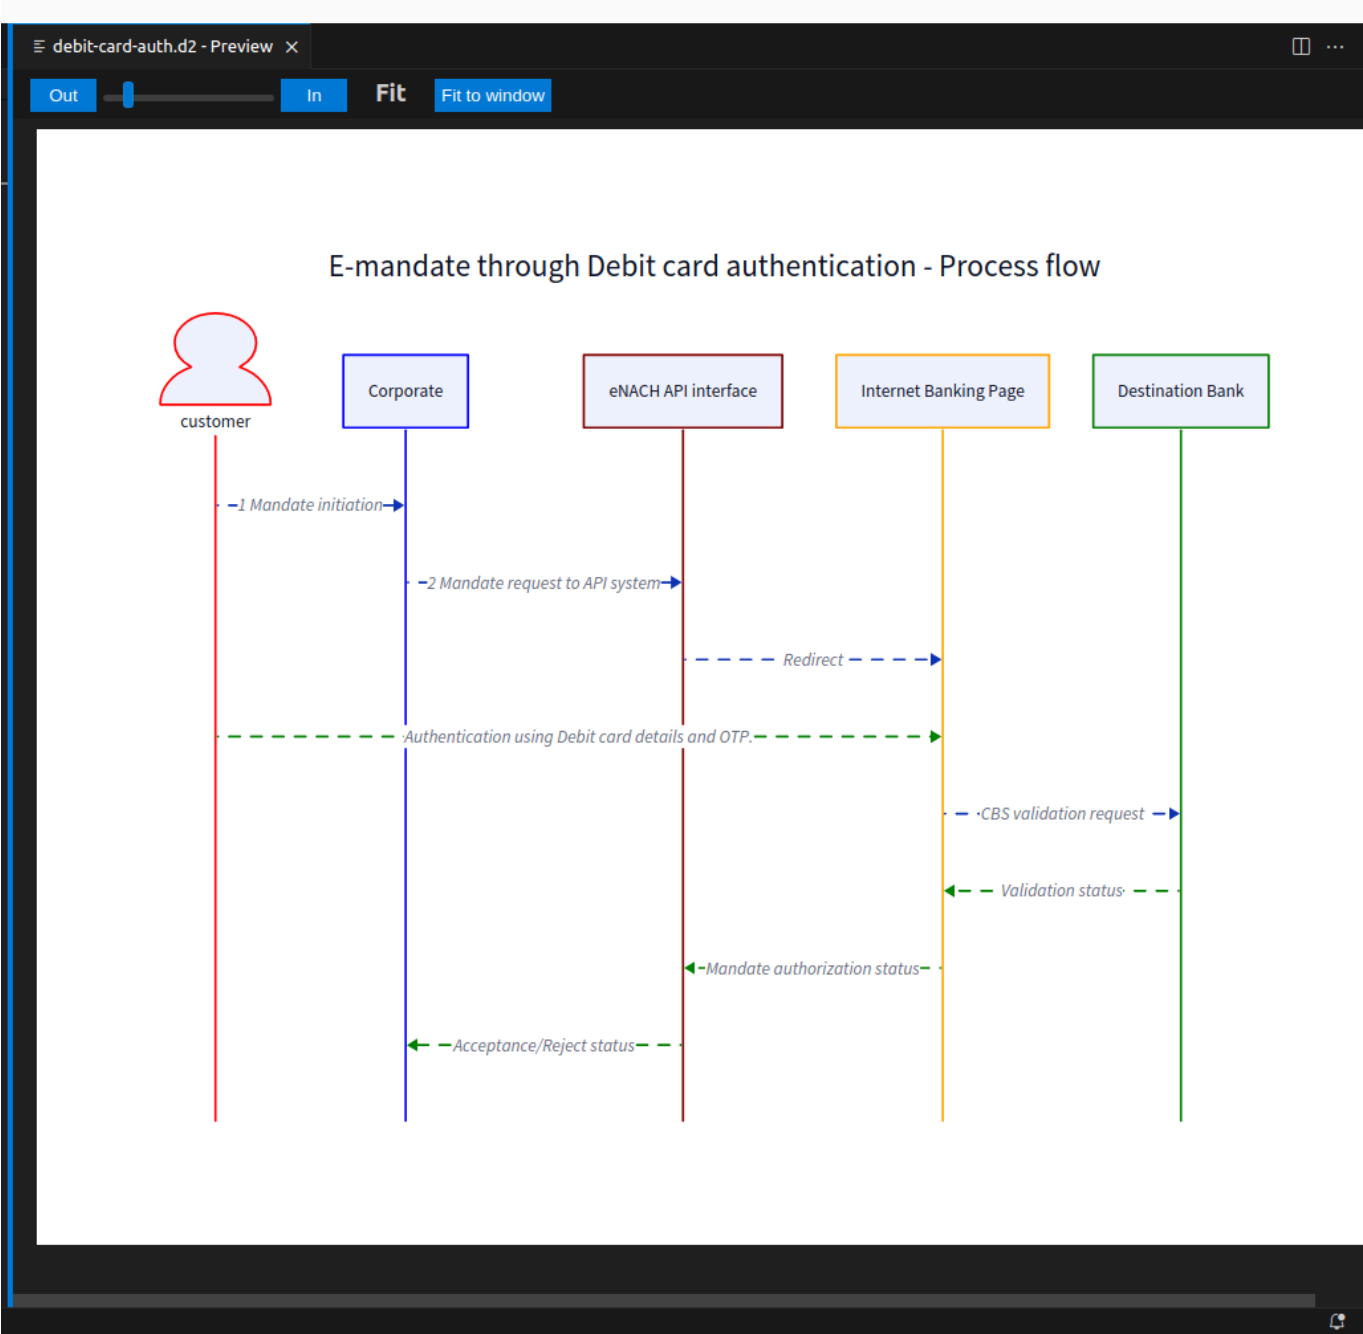 debit-card-auth.d2 - Preview
Out In Fit Fit to window
E-mandate through Debit card authentication - Process flow
customer
Corporate
eNACH API interface
Internet Banking Page
Destination Bank
1 Mandate initiation
2 Mandate request to API system
Redirect
Authentication using Debit card details and OTP.
CBS validation request
Validation status
Mandate authorization status
Acceptance/Reject status